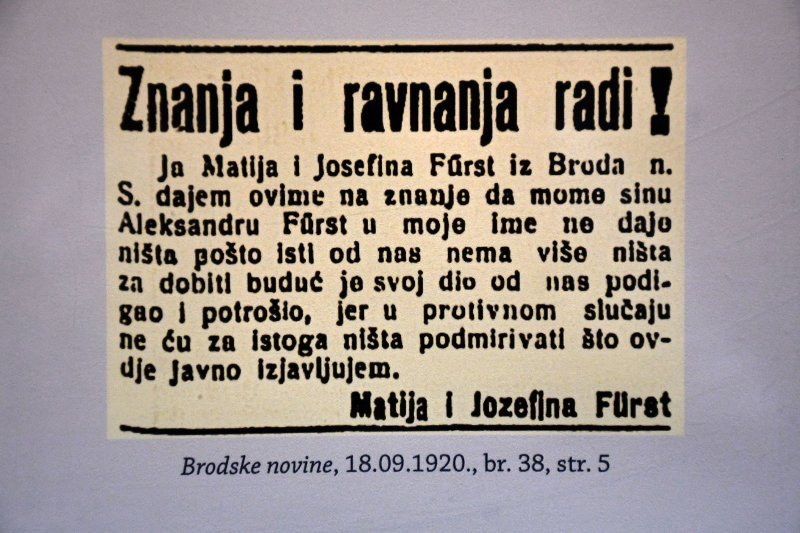 Znanja i ravnanja radi!
Ja Matija i Josefina Fürst iz Broda n.
S. dajem ovime na znanje da mome sinu
Aleksandru Fürst u moje ime ne daje
ništa pošto isti od nas nema više ništa
za dobiti buduć je svoj dio od nas podi-
gao i potrošio, jer u protivnom slučaju
ne ću za istoga ništa podmirivati što ov-
dje javno izjavljujem.
Matija i Jozefina Fürst
Brodske novine, 18.09.1920., br. 38, str. 5